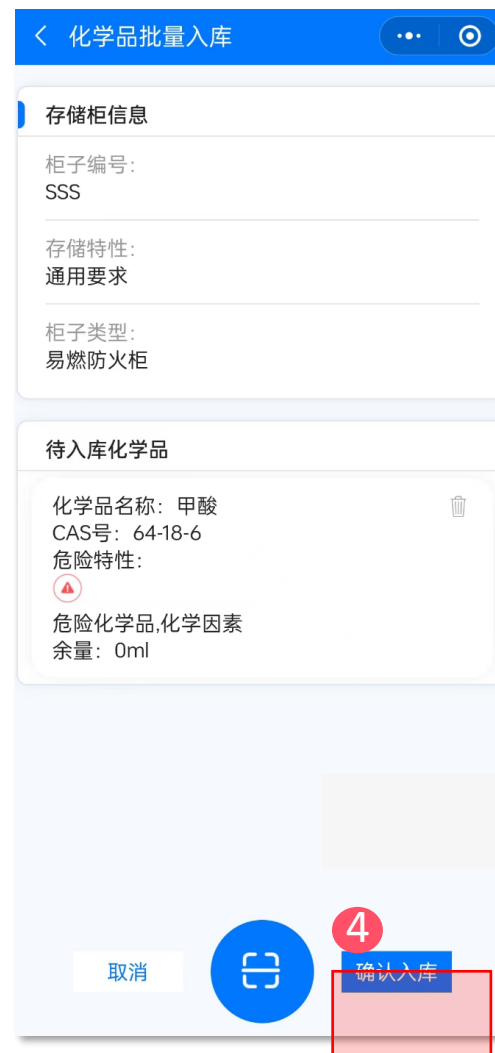 化学品批量入库
存储柜信息
柜子编号:
SSS
存储特性:
通用要求
柜子类型:
易燃防火柜
待入库化学品
化学品名称: 甲酸
CAS号: 64-18-6
危险特性:
危险化学品,化学因素
余量: 0ml
4
取消
确认入库